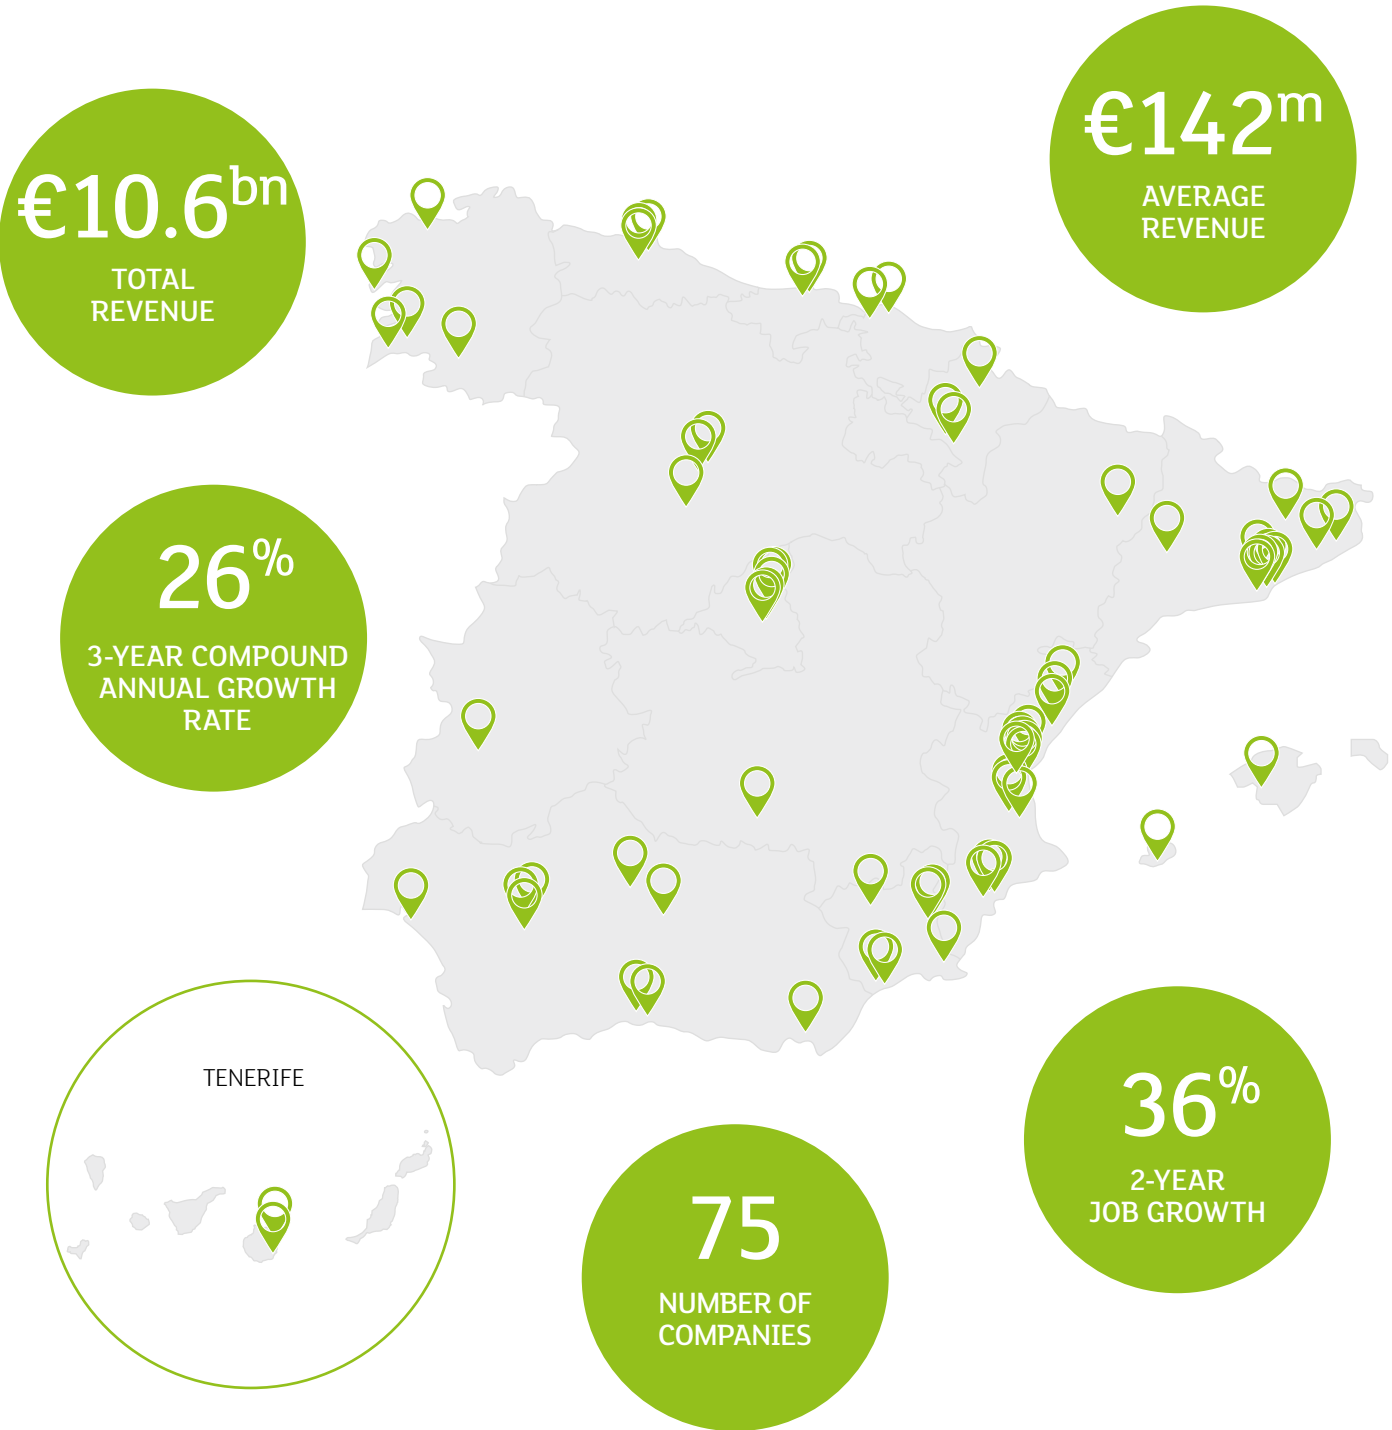 €10.6bn
TOTAL
REVENUE
€142m
AVERAGE
REVENUE
26%
3-YEAR COMPOUND
ANNUAL GROWTH
RATE
TENERIFE
75
NUMBER OF
COMPANIES
36%
2-YEAR
JOB GROWTH